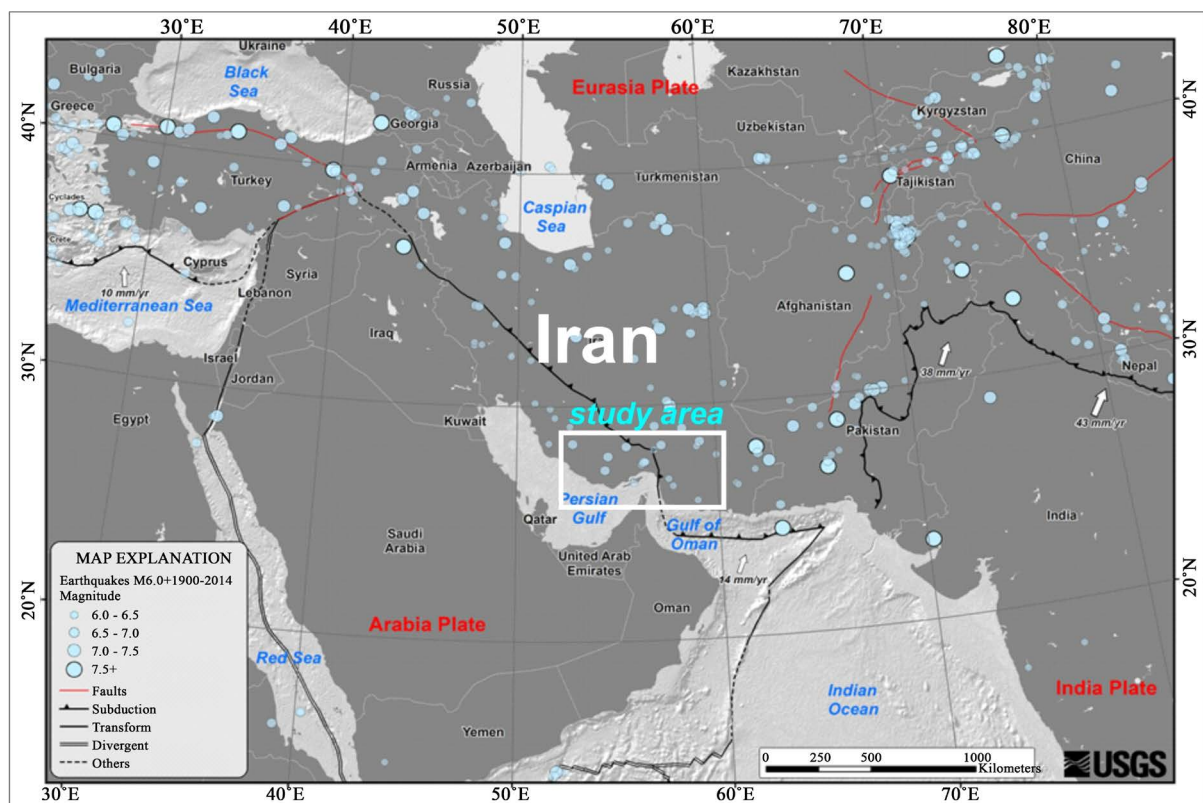 30°E 40°E 50°E 60°E 70°E 80°E
Ukraine
Bulgaria
Black
Sea
Russia
Kazakhstan
Eurasia Plate
Greece
Georgia
Kyrgyzstan
40°N
40°N
Uzbekistan
Armenia
Azerbaijan
China
Turkey
Turkmenistan
Tajikistan
Cyclades
Caspian
Sea
Crete
Cyprus
Syria
10 mm/yr
Lebanon
Mediterranean Sea
Afghanistan
Iraq
Iran
30°N
30°N
Israel
Jordan
Nepal
38 mm/yr
Egypt
Kuwait
study area
43 mm/yr
Pakistan
Persian
Gulf
Qatar
Gulf of
Oman
India
Saudi
Arabia
United Arab
Emirates
14 mm/yr
20°N
20°N
Oman
Arabia Plate
Red Sea
India Plate
Indian
Ocean
Yemen
MAP EXPLANATION
Earthquakes M6.0+1900-2014
Magnitude
6.0 - 6.5
6.5 - 7.0
7.0 - 7.5
7.5+
Faults
Subduction
Transform
Divergent
Others
0 250 500 1000
Kilometers
USGS
30°E 40°E 50°E 60°E 70°E